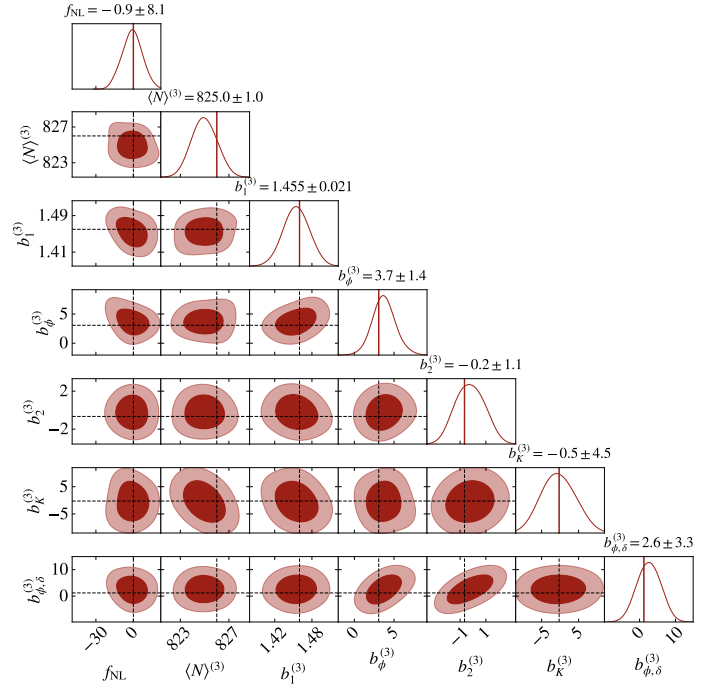 f_NL = −0.9 ± 8.1
⟨N⟩^(3) = 825.0 ± 1.0
827
823
⟨N⟩^(3)
b_1^(3) = 1.455 ± 0.021
1.49
1.41
b_1^(3)
b_ϕ^(3) = 3.7 ± 1.4
5
0
b_ϕ^(3)
b_2^(3) = −0.2 ± 1.1
2
−2
b_2^(3)
b_K^(3) = −0.5 ± 4.5
5
−5
b_K^(3)
b_ϕ,δ^(3) = 2.6 ± 3.3
10
0
b_ϕ,δ^(3)
−30 0 823 827 1.42 1.48 0 5 −1 1 −5 5 0 10
f_NL ⟨N⟩^(3) b_1^(3) b_ϕ^(3) b_2^(3) b_K^(3) b_ϕ,δ^(3)